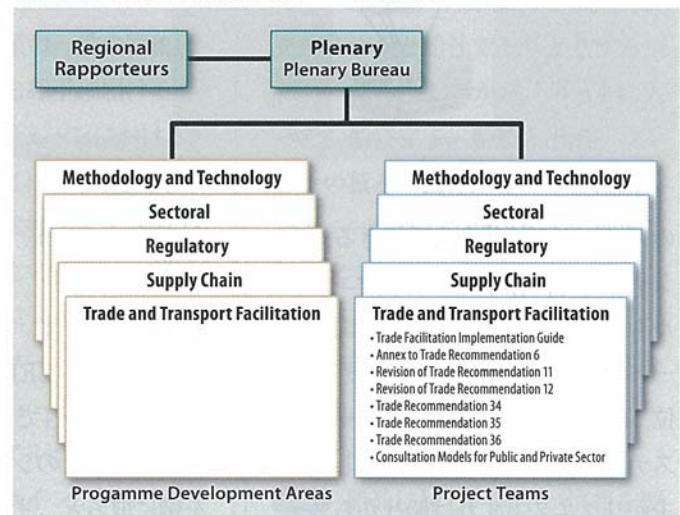 Regional
Rapporteurs
Plenary
Plenary Bureau
Methodology and Technology
Sectoral
Regulatory
Supply Chain
Trade and Transport Facilitation
Progamme Development Areas
Methodology and Technology
Sectoral
Regulatory
Supply Chain
Trade and Transport Facilitation
• Trade Facilitation Implementation Guide
• Annex to Trade Recommendation 6
• Revision of Trade Recommendation 11
• Revision of Trade Recommendation 12
• Trade Recommendation 34
• Trade Recommendation 35
• Trade Recommendation 36
• Consultation Models for Public and Private Sector
Project Teams